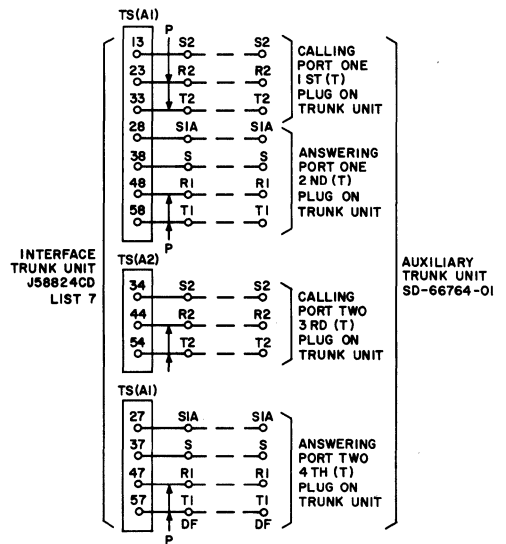 TS(A1)
P
13 S2 S2
23 R2 R2
33 T2 T2
CALLING
PORT ONE
1ST (T)
PLUG ON
TRUNK UNIT
28 S1A S1A
38 S S
48 R1 R1
58 T1 T1
P
ANSWERING
PORT ONE
2ND (T)
PLUG ON
TRUNK UNIT
INTERFACE
TRUNK UNIT
J58824CD
LIST 7
TS(A2)
34 S2 S2
44 R2 R2
54 T2 T2
CALLING
PORT TWO
3RD (T)
PLUG ON
TRUNK UNIT
AUXILIARY
TRUNK UNIT
SD-66764-01
TS(A1)
27 S1A S1A
37 S S
47 R1 R1
57 T1 T1
DF DF
P
ANSWERING
PORT TWO
4TH (T)
PLUG ON
TRUNK UNIT